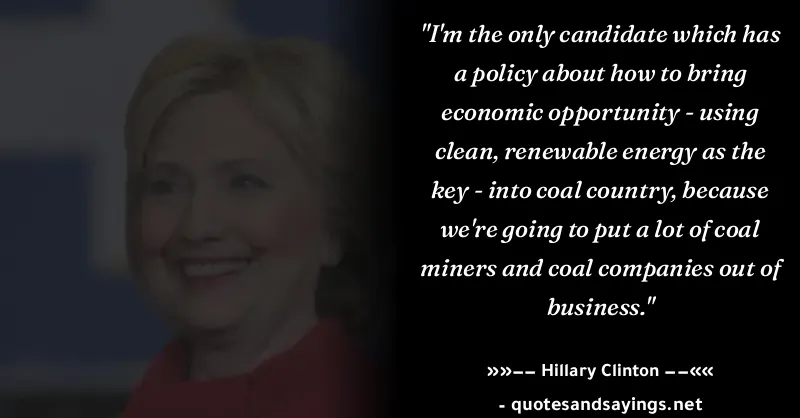 "I'm the only candidate which has
a policy about how to bring
economic opportunity - using
clean, renewable energy as the
key - into coal country, because
we're going to put a lot of coal
miners and coal companies out of
business."
»»-- Hillary Clinton --««
- quotesandsayings.net